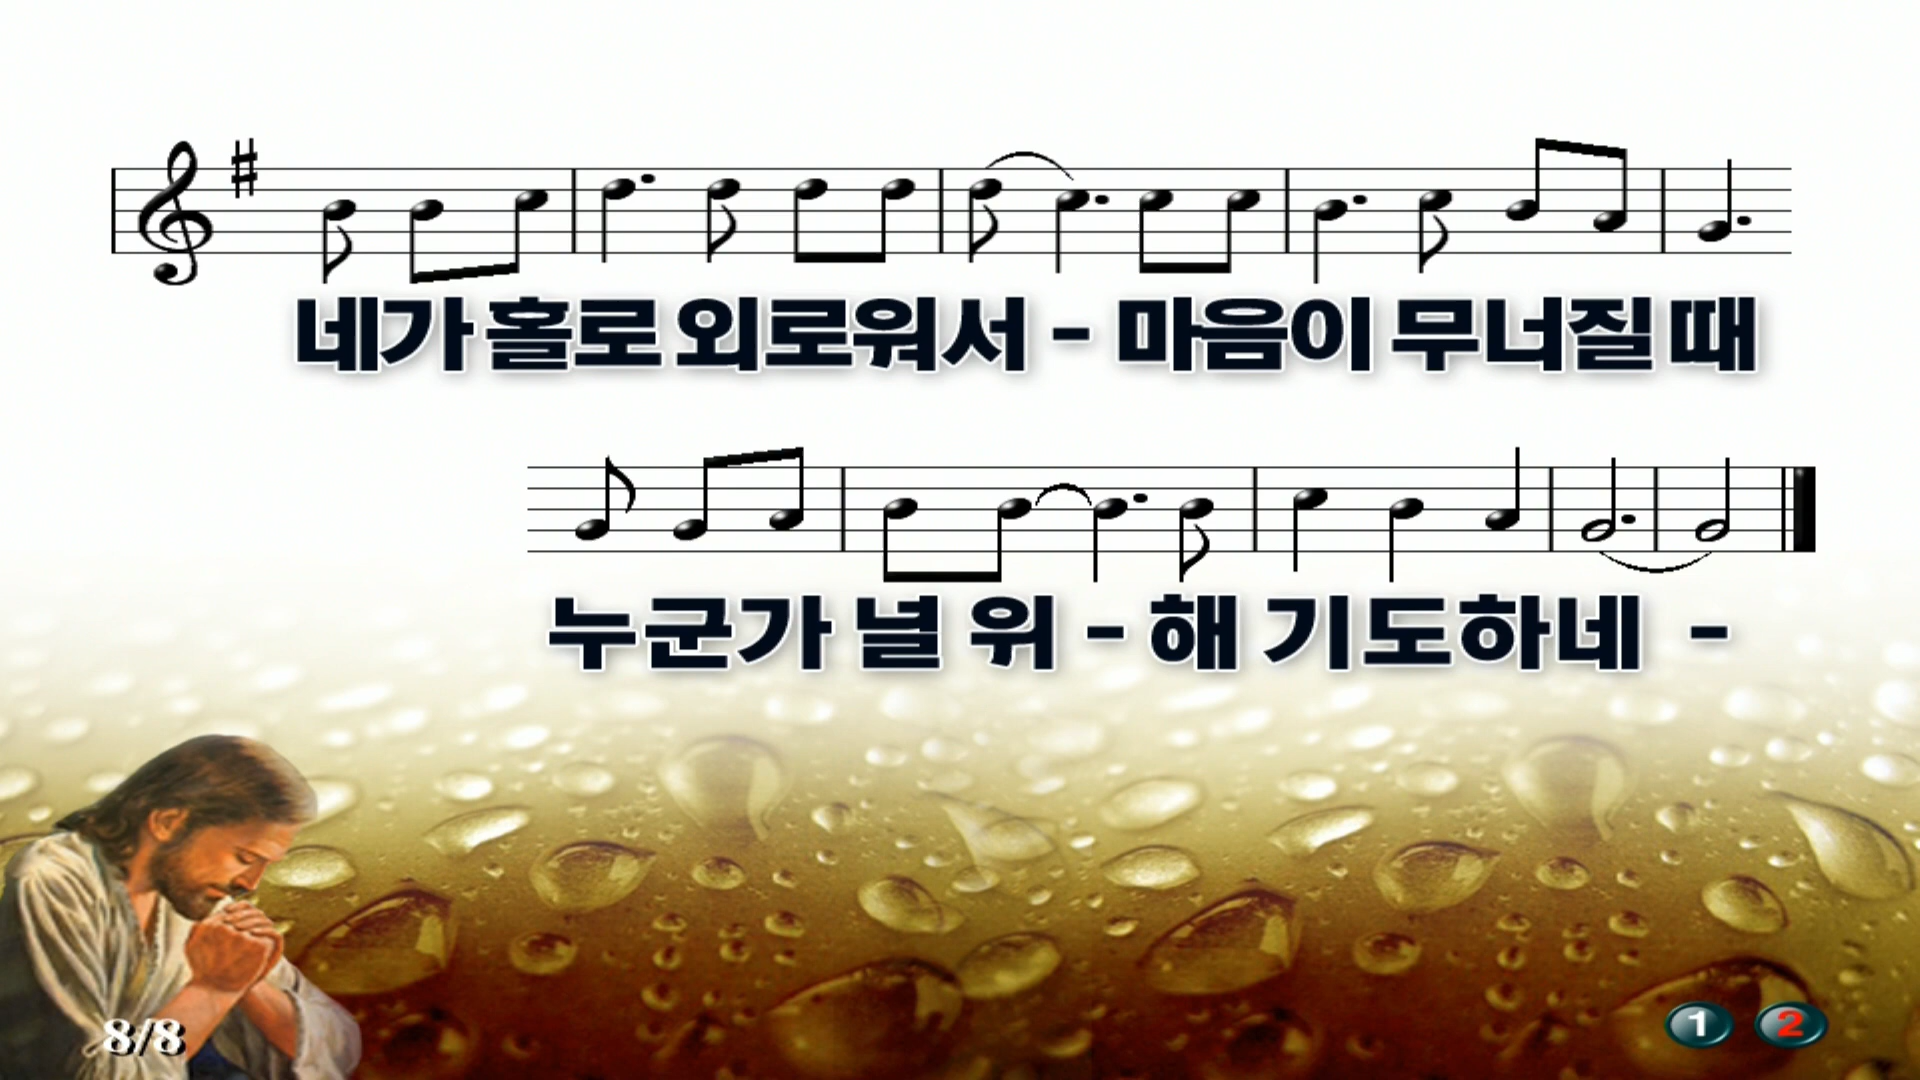 네가 홀로 외로워서 - 마음이 무너질 때
누군가 널 위 - 해 기도하네 -
8/8
1 2